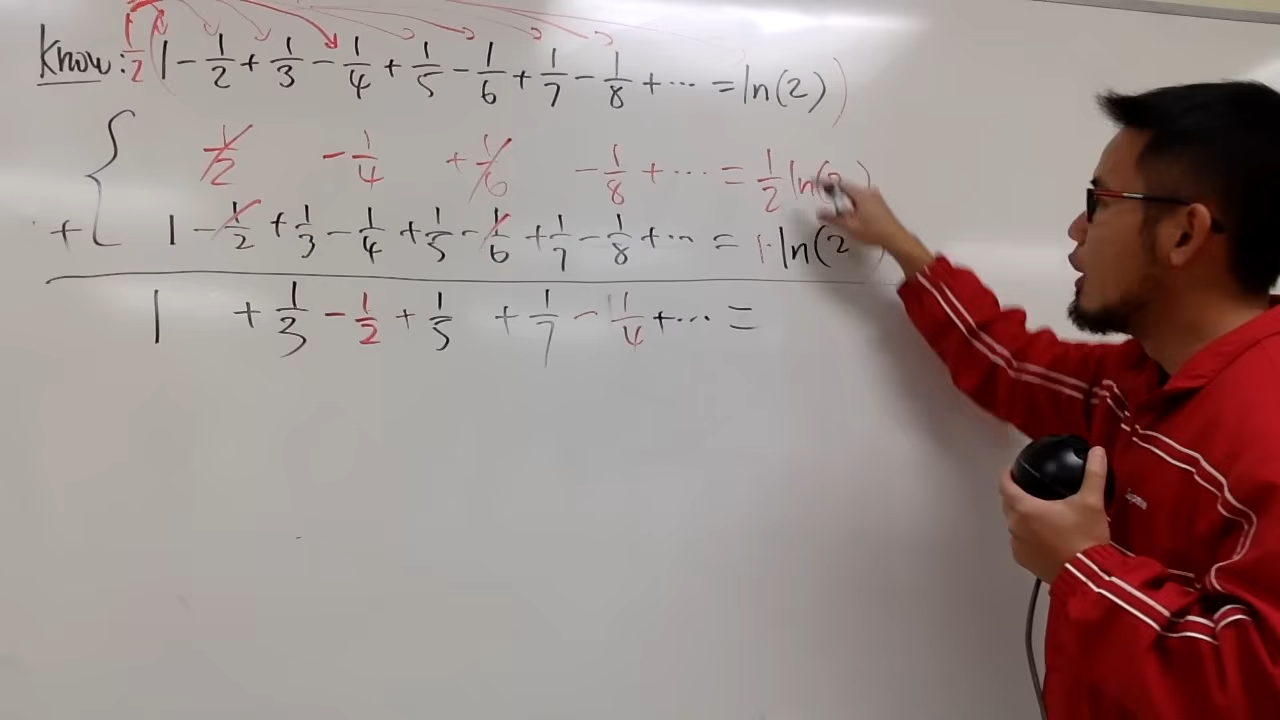 Know: 1/2 (1 - 1/2 + 1/3 - 1/4 + 1/5 - 1/6 + 1/7 - 1/8 + ... = ln(2))
1/2 - 1/4 + 1/6 - 1/8 + ... = 1/2 ln(2)
+ { 1 - 1/2 + 1/3 - 1/4 + 1/5 - 1/6 + 1/7 - 1/8 + ... = 1·ln(2
1 + 1/3 - 1/2 + 1/5 + 1/7 - 1/4 + ... =